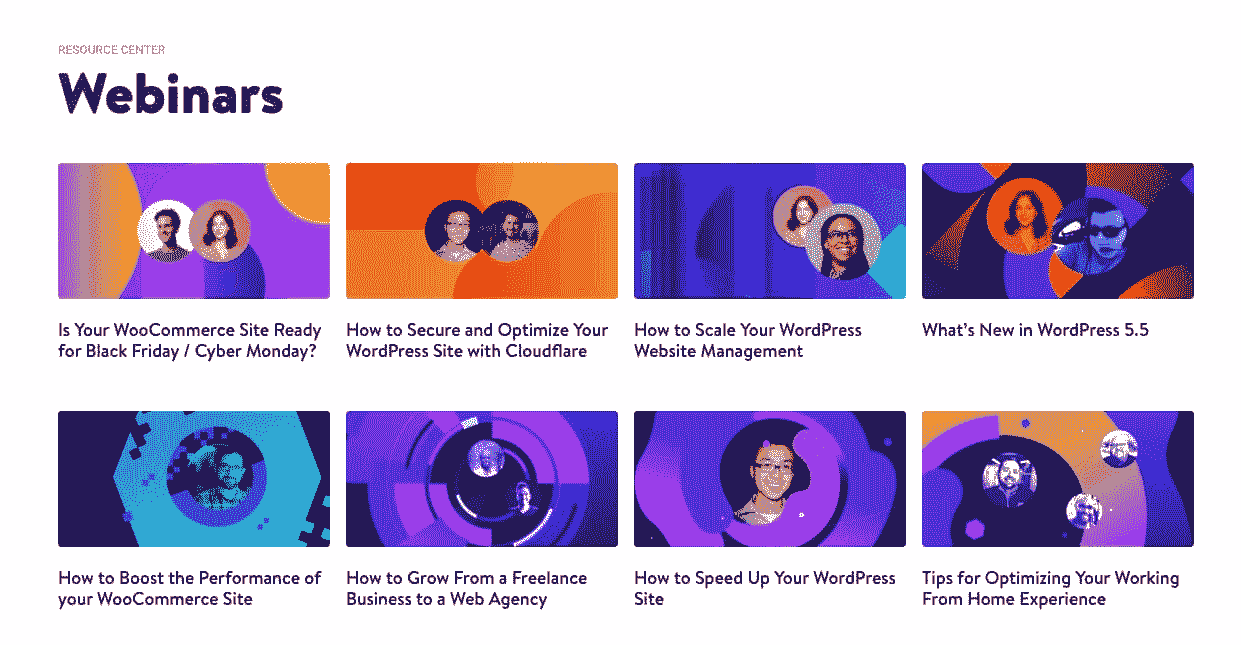 RESOURCE CENTER
Webinars
Is Your WooCommerce Site Ready
for Black Friday / Cyber Monday?
How to Secure and Optimize Your
WordPress Site with Cloudflare
How to Scale Your WordPress
Website Management
What's New in WordPress 5.5
How to Boost the Performance of
your WooCommerce Site
How to Grow From a Freelance
Business to a Web Agency
How to Speed Up Your WordPress
Site
Tips for Optimizing Your Working
From Home Experience